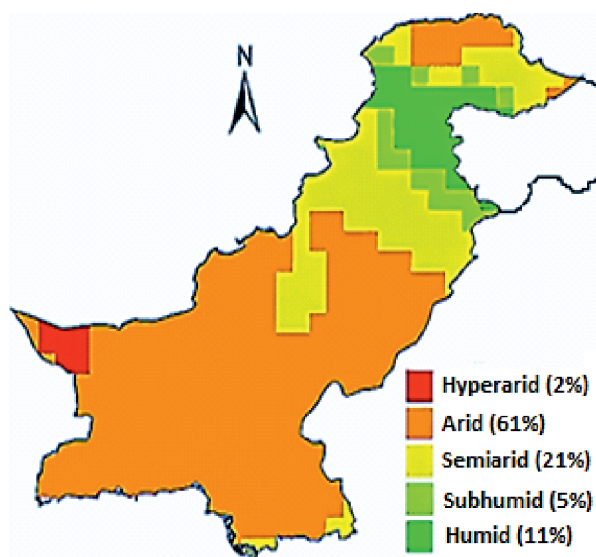 N
Hyperarid (2%)
Arid (61%)
Semiarid (21%)
Subhumid (5%)
Humid (11%)